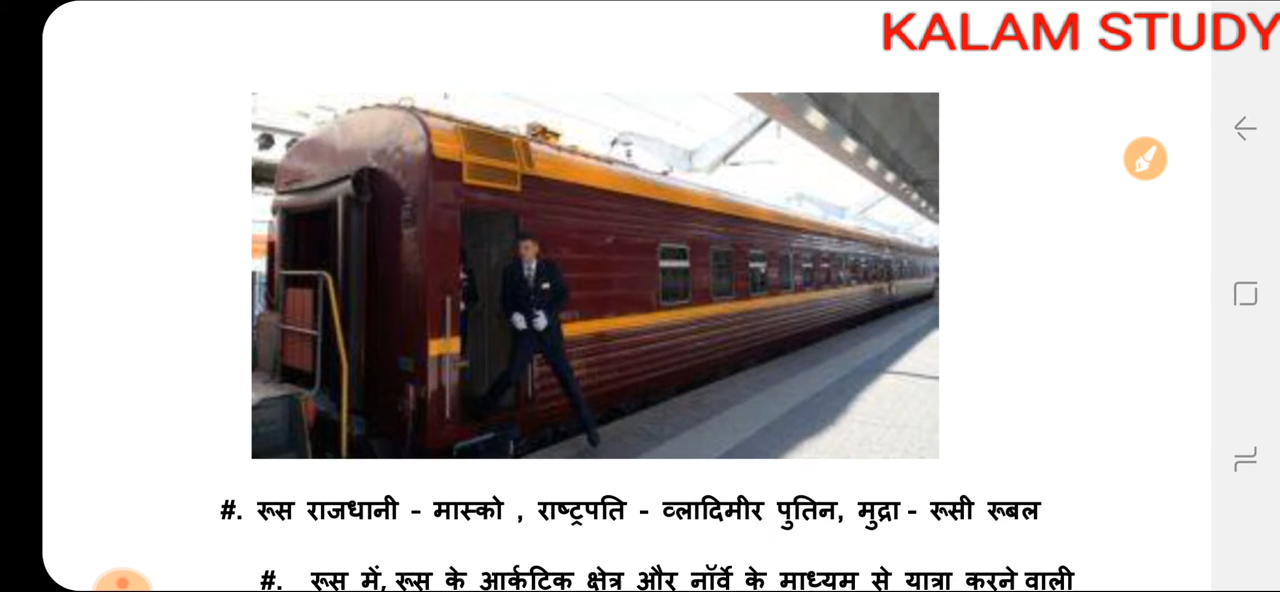 KALAM STUDY
#. रूस राजधानी - मास्को , राष्ट्रपति - व्लादिमीर पुतिन, मुद्रा - रूसी रूबल
#. रूस में, रूस के आर्कटिक क्षेत्र और नॉर्वे के माध्यम से यात्रा करने वाली